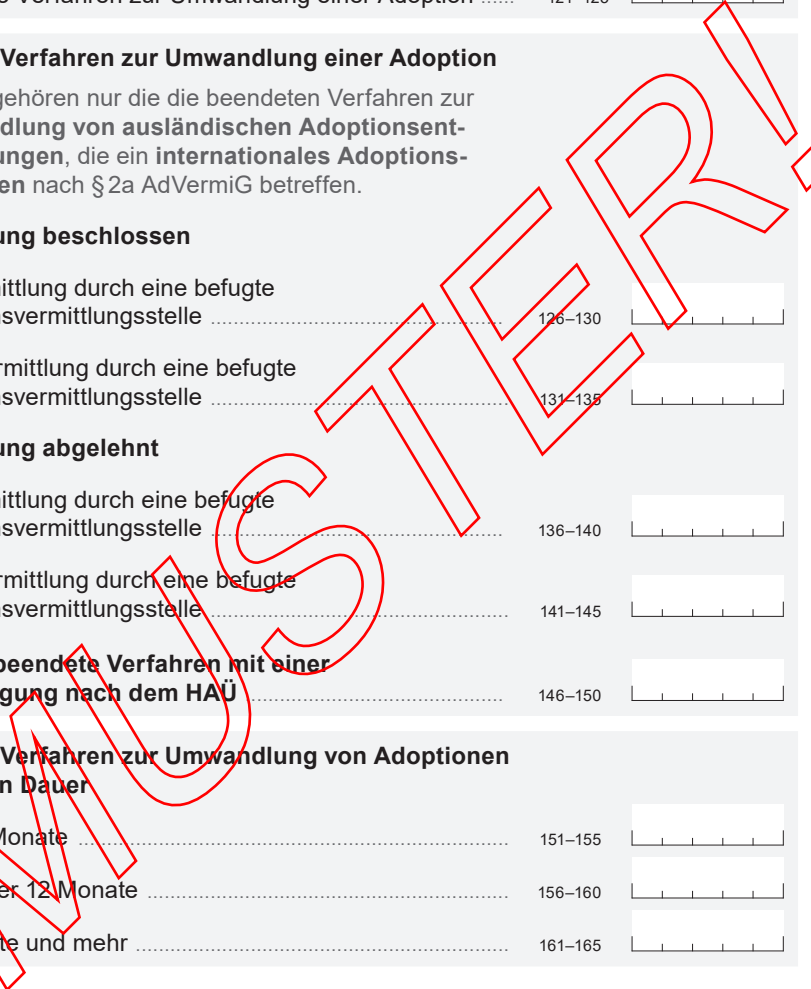 Verfahren zur Umwandlung einer Adoption ...... 121–125
Verfahren zur Umwandlung einer Adoption
gehören nur die die beendeten Verfahren zur
dlung von ausländischen Adoptionsent-
ungen, die ein internationales Adoptions-
en nach § 2a AdVermiG betreffen.
ung beschlossen
ittlung durch eine befugte
svermittlungsstelle 126–130
rmittlung durch eine befugte
svermittlungsstelle 131–135
ung abgelehnt
ittlung durch eine befugte
svermittlungsstelle 136–140
rmittlung durch eine befugte
svermittlungsstelle 141–145
beendete Verfahren mit einer
gung nach dem HAÜ 146–150
Verfahren zur Umwandlung von Adoptionen
n Dauer
Monate 151–155
er 12 Monate 156–160
te und mehr 161–165
MUSTER!